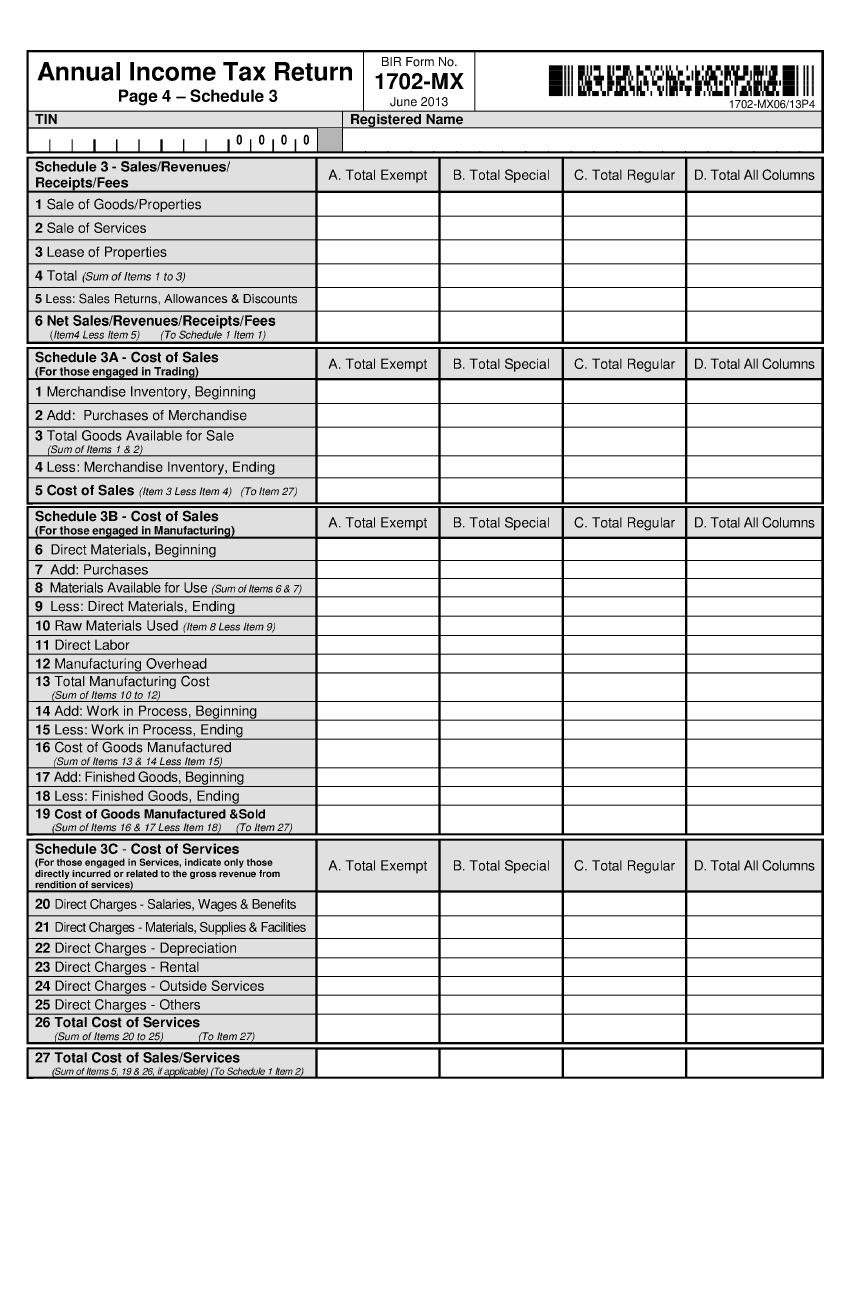 Annual Income Tax Return
Page 4 – Schedule 3
BIR Form No.
1702-MX
June 2013
1702-MX06/13P4
TIN
Registered Name
0 0 0 0
Schedule 3 - Sales/Revenues/
Receipts/Fees
A. Total Exempt
B. Total Special
C. Total Regular
D. Total All Columns
1 Sale of Goods/Properties
2 Sale of Services
3 Lease of Properties
4 Total (Sum of Items 1 to 3)
5 Less: Sales Returns, Allowances & Discounts
6 Net Sales/Revenues/Receipts/Fees
(Item4 Less Item 5) (To Schedule 1 Item 1)
Schedule 3A - Cost of Sales
(For those engaged in Trading)
A. Total Exempt
B. Total Special
C. Total Regular
D. Total All Columns
1 Merchandise Inventory, Beginning
2 Add: Purchases of Merchandise
3 Total Goods Available for Sale
(Sum of Items 1 & 2)
4 Less: Merchandise Inventory, Ending
5 Cost of Sales (Item 3 Less Item 4) (To Item 27)
Schedule 3B - Cost of Sales
(For those engaged in Manufacturing)
A. Total Exempt
B. Total Special
C. Total Regular
D. Total All Columns
6 Direct Materials, Beginning
7 Add: Purchases
8 Materials Available for Use (Sum of Items 6 & 7)
9 Less: Direct Materials, Ending
10 Raw Materials Used (Item 8 Less Item 9)
11 Direct Labor
12 Manufacturing Overhead
13 Total Manufacturing Cost
(Sum of Items 10 to 12)
14 Add: Work in Process, Beginning
15 Less: Work in Process, Ending
16 Cost of Goods Manufactured
(Sum of Items 13 & 14 Less Item 15)
17 Add: Finished Goods, Beginning
18 Less: Finished Goods, Ending
19 Cost of Goods Manufactured &Sold
(Sum of Items 16 & 17 Less Item 18) (To Item 27)
Schedule 3C - Cost of Services
(For those engaged in Services, indicate only those
directly incurred or related to the gross revenue from
rendition of services)
A. Total Exempt
B. Total Special
C. Total Regular
D. Total All Columns
20 Direct Charges - Salaries, Wages & Benefits
21 Direct Charges - Materials, Supplies & Facilities
22 Direct Charges - Depreciation
23 Direct Charges - Rental
24 Direct Charges - Outside Services
25 Direct Charges - Others
26 Total Cost of Services
(Sum of Items 20 to 25) (To Item 27)
27 Total Cost of Sales/Services
(Sum of Items 5, 19 & 26, if applicable) (To Schedule 1 Item 2)